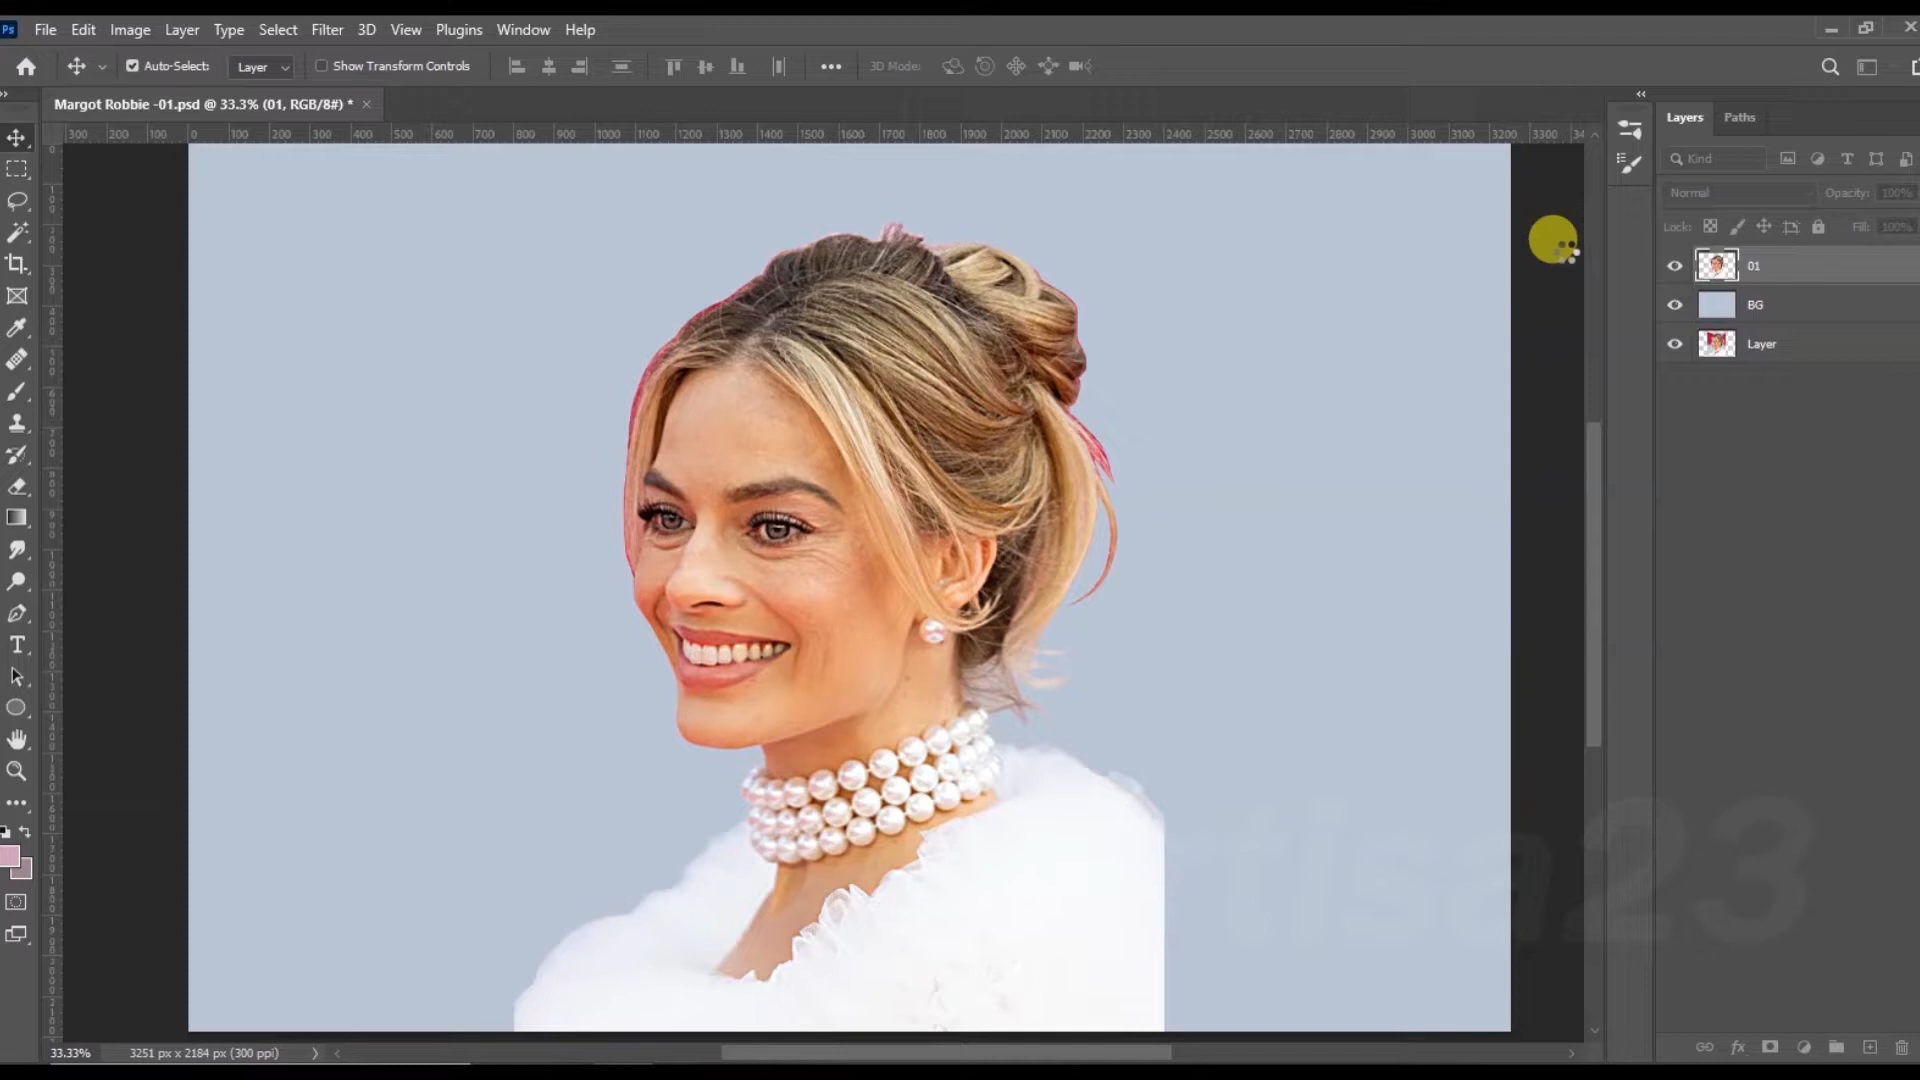 Ps File Edit Image Layer Type Select Filter 3D View Plugins Window Help
Auto-Select: Layer Show Transform Controls 3D Mode:
Margot Robbie -01.psd @ 33.3% (01, RGB/8#) * ×
300 200 100 0 100 200 300 400 500 600 700 800 900 1000 1100 1200 1300 1400 1500 1600 1700 1800 1900 2000 2100 2200 2300 2400 2500 2600 2700 2800 2900 3000 3100 3200 3300
Layers Paths
Kind
Normal Opacity: 100%
Lock: Fill: 100%
01
BG
Layer
rtisa23
33.33% 3251 px x 2184 px (300 ppi)